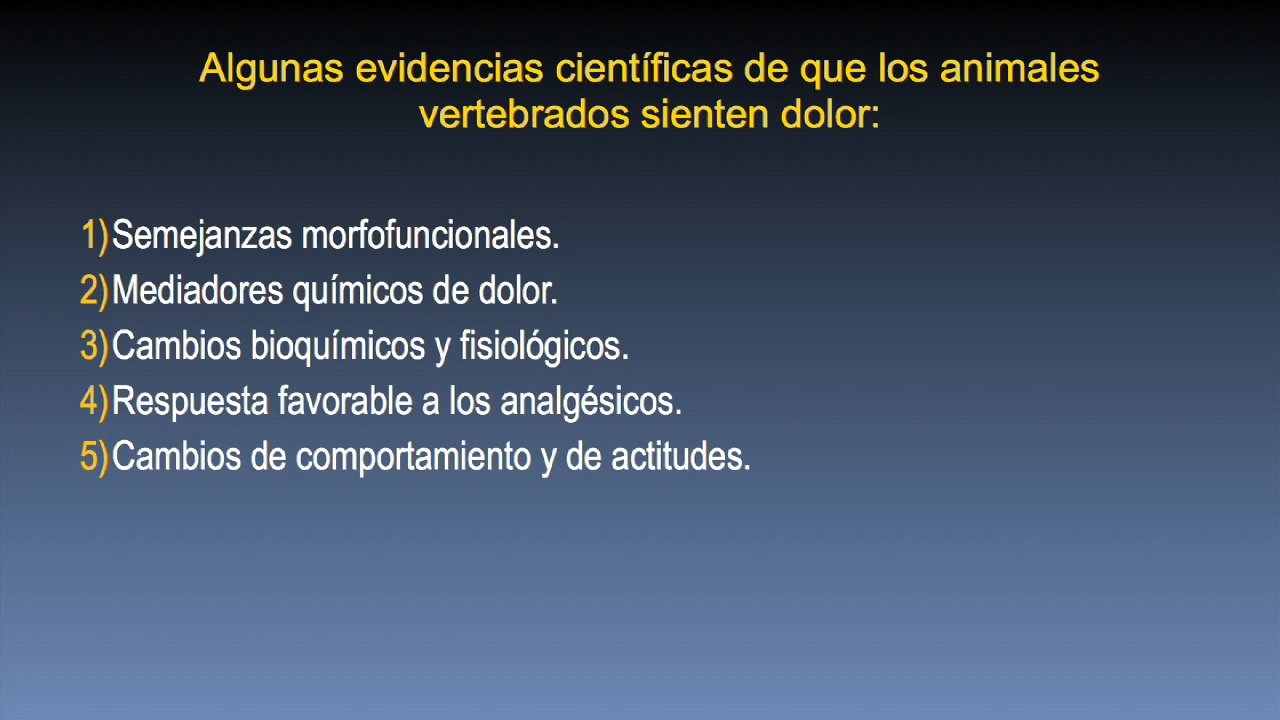 Algunas evidencias científicas de que los animales
vertebrados sienten dolor:
1) Semejanzas morfofuncionales.
2) Mediadores químicos de dolor.
3) Cambios bioquímicos y fisiológicos.
4) Respuesta favorable a los analgésicos.
5) Cambios de comportamiento y de actitudes.